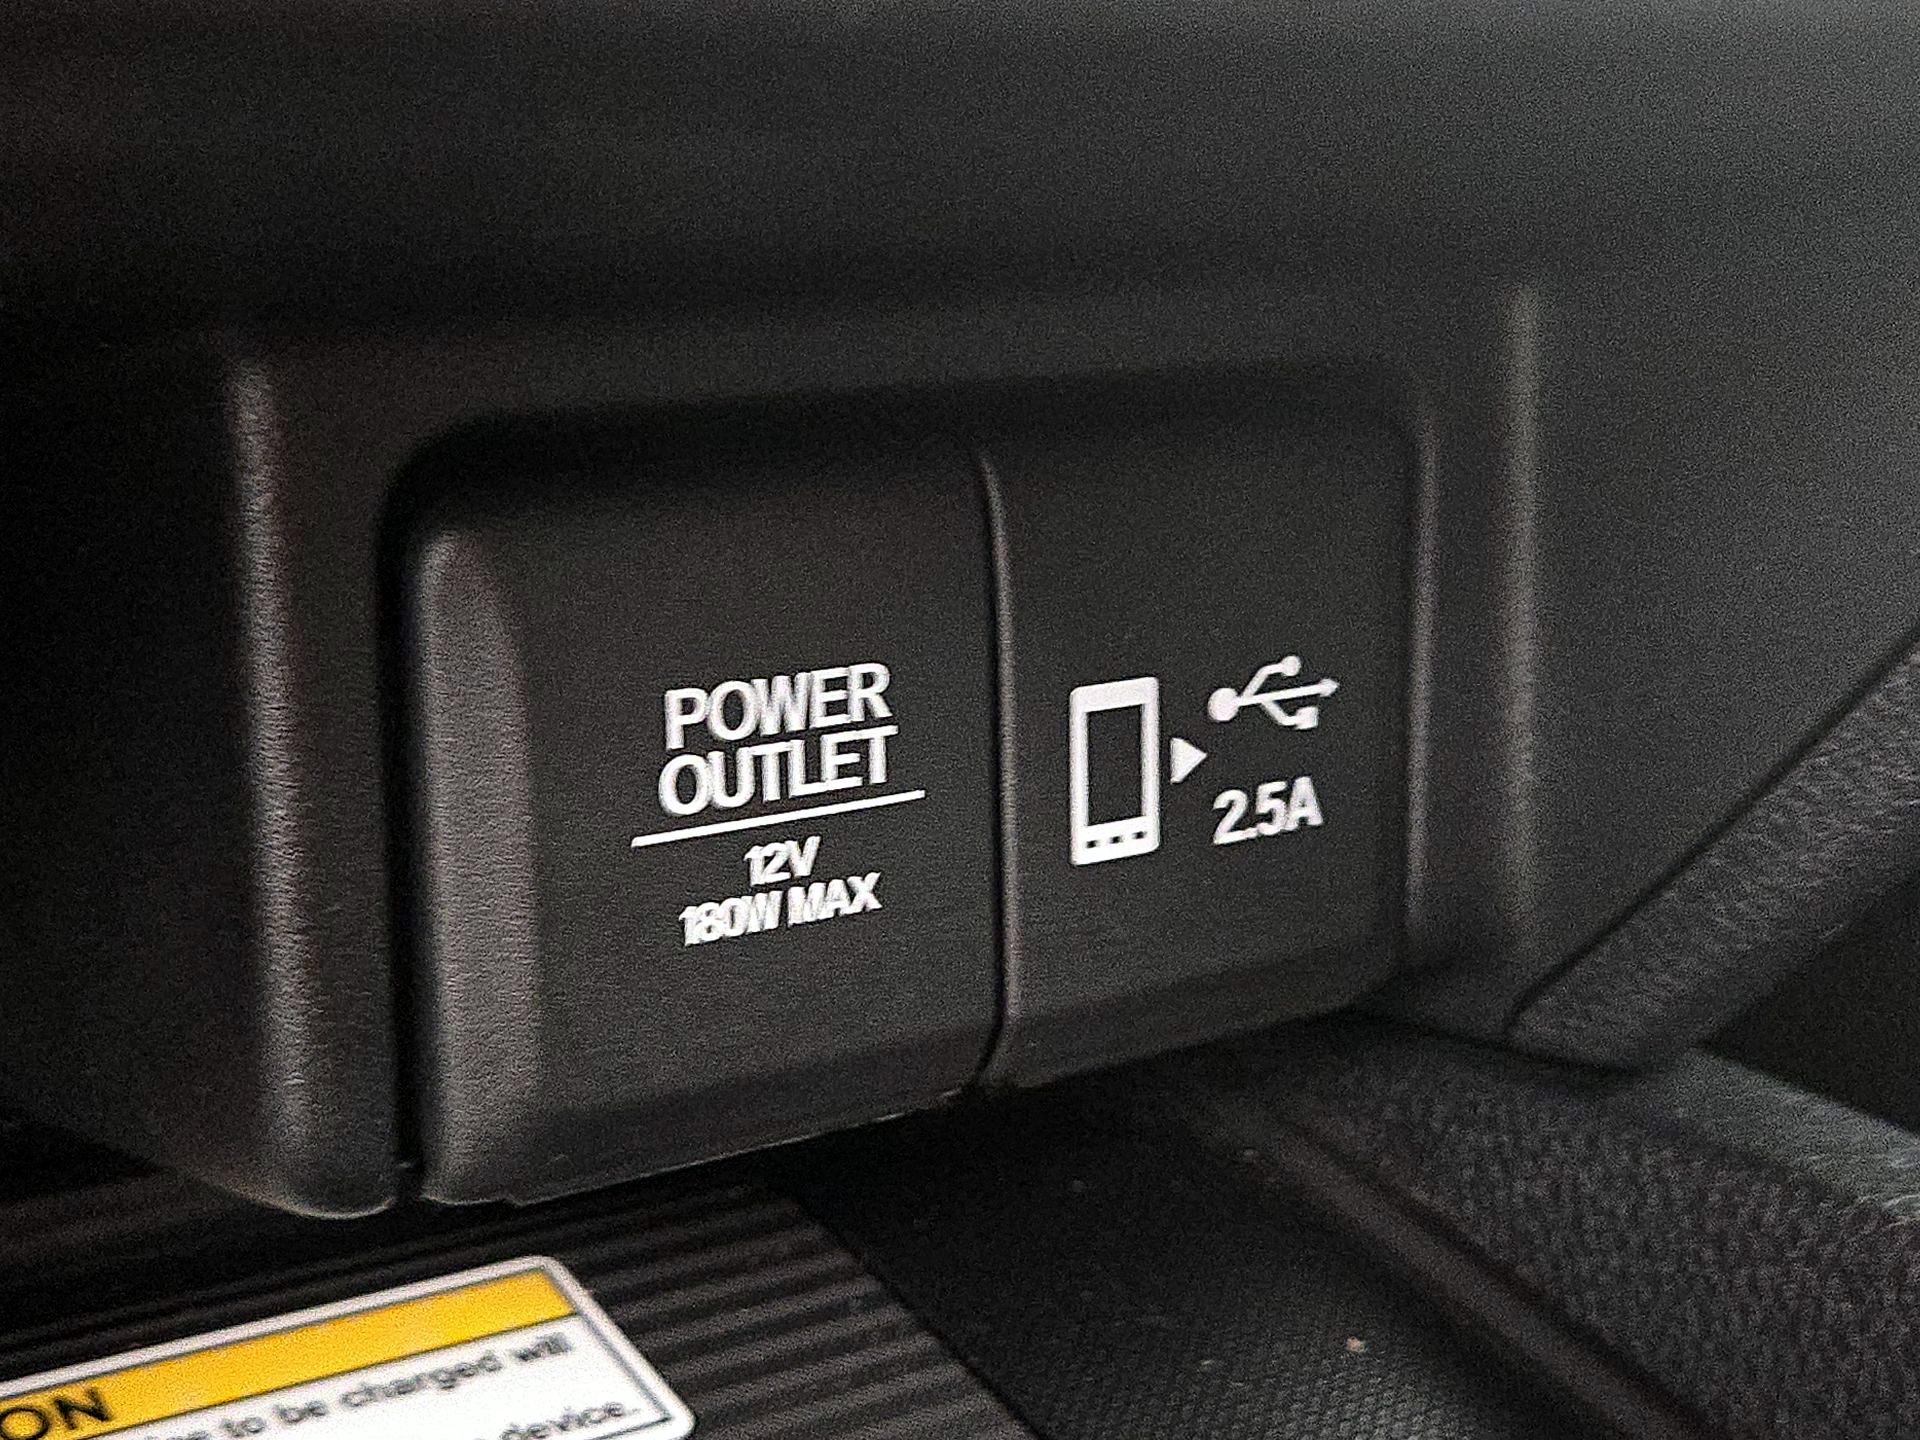 POWER
OUTLET
12V
180W MAX
2.5A
ON
to be charged will
device.